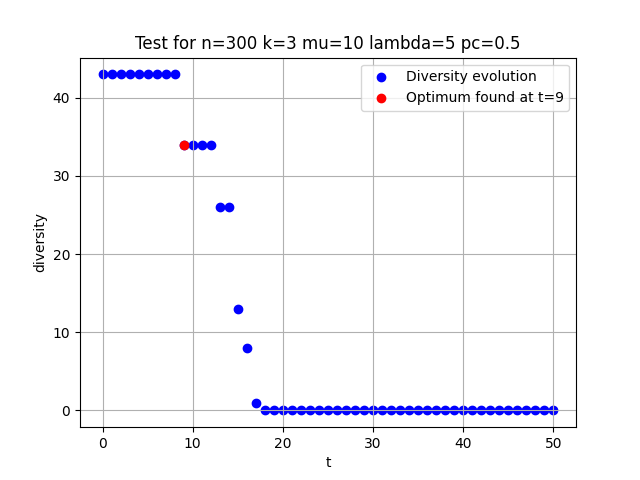 Test for n=300 k=3 mu=10 lambda=5 pc=0.5
Diversity evolution
Optimum found at t=9
40
30
20
10
0
diversity
0 10 20 30 40 50
t